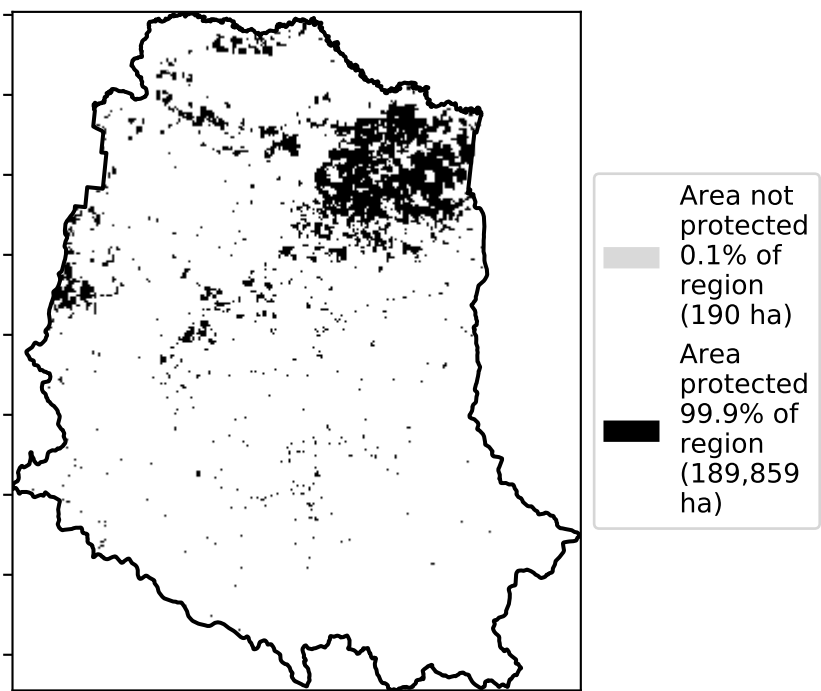 Area not
protected
0.1% of
region
(190 ha)
Area
protected
99.9% of
region
(189,859
ha)